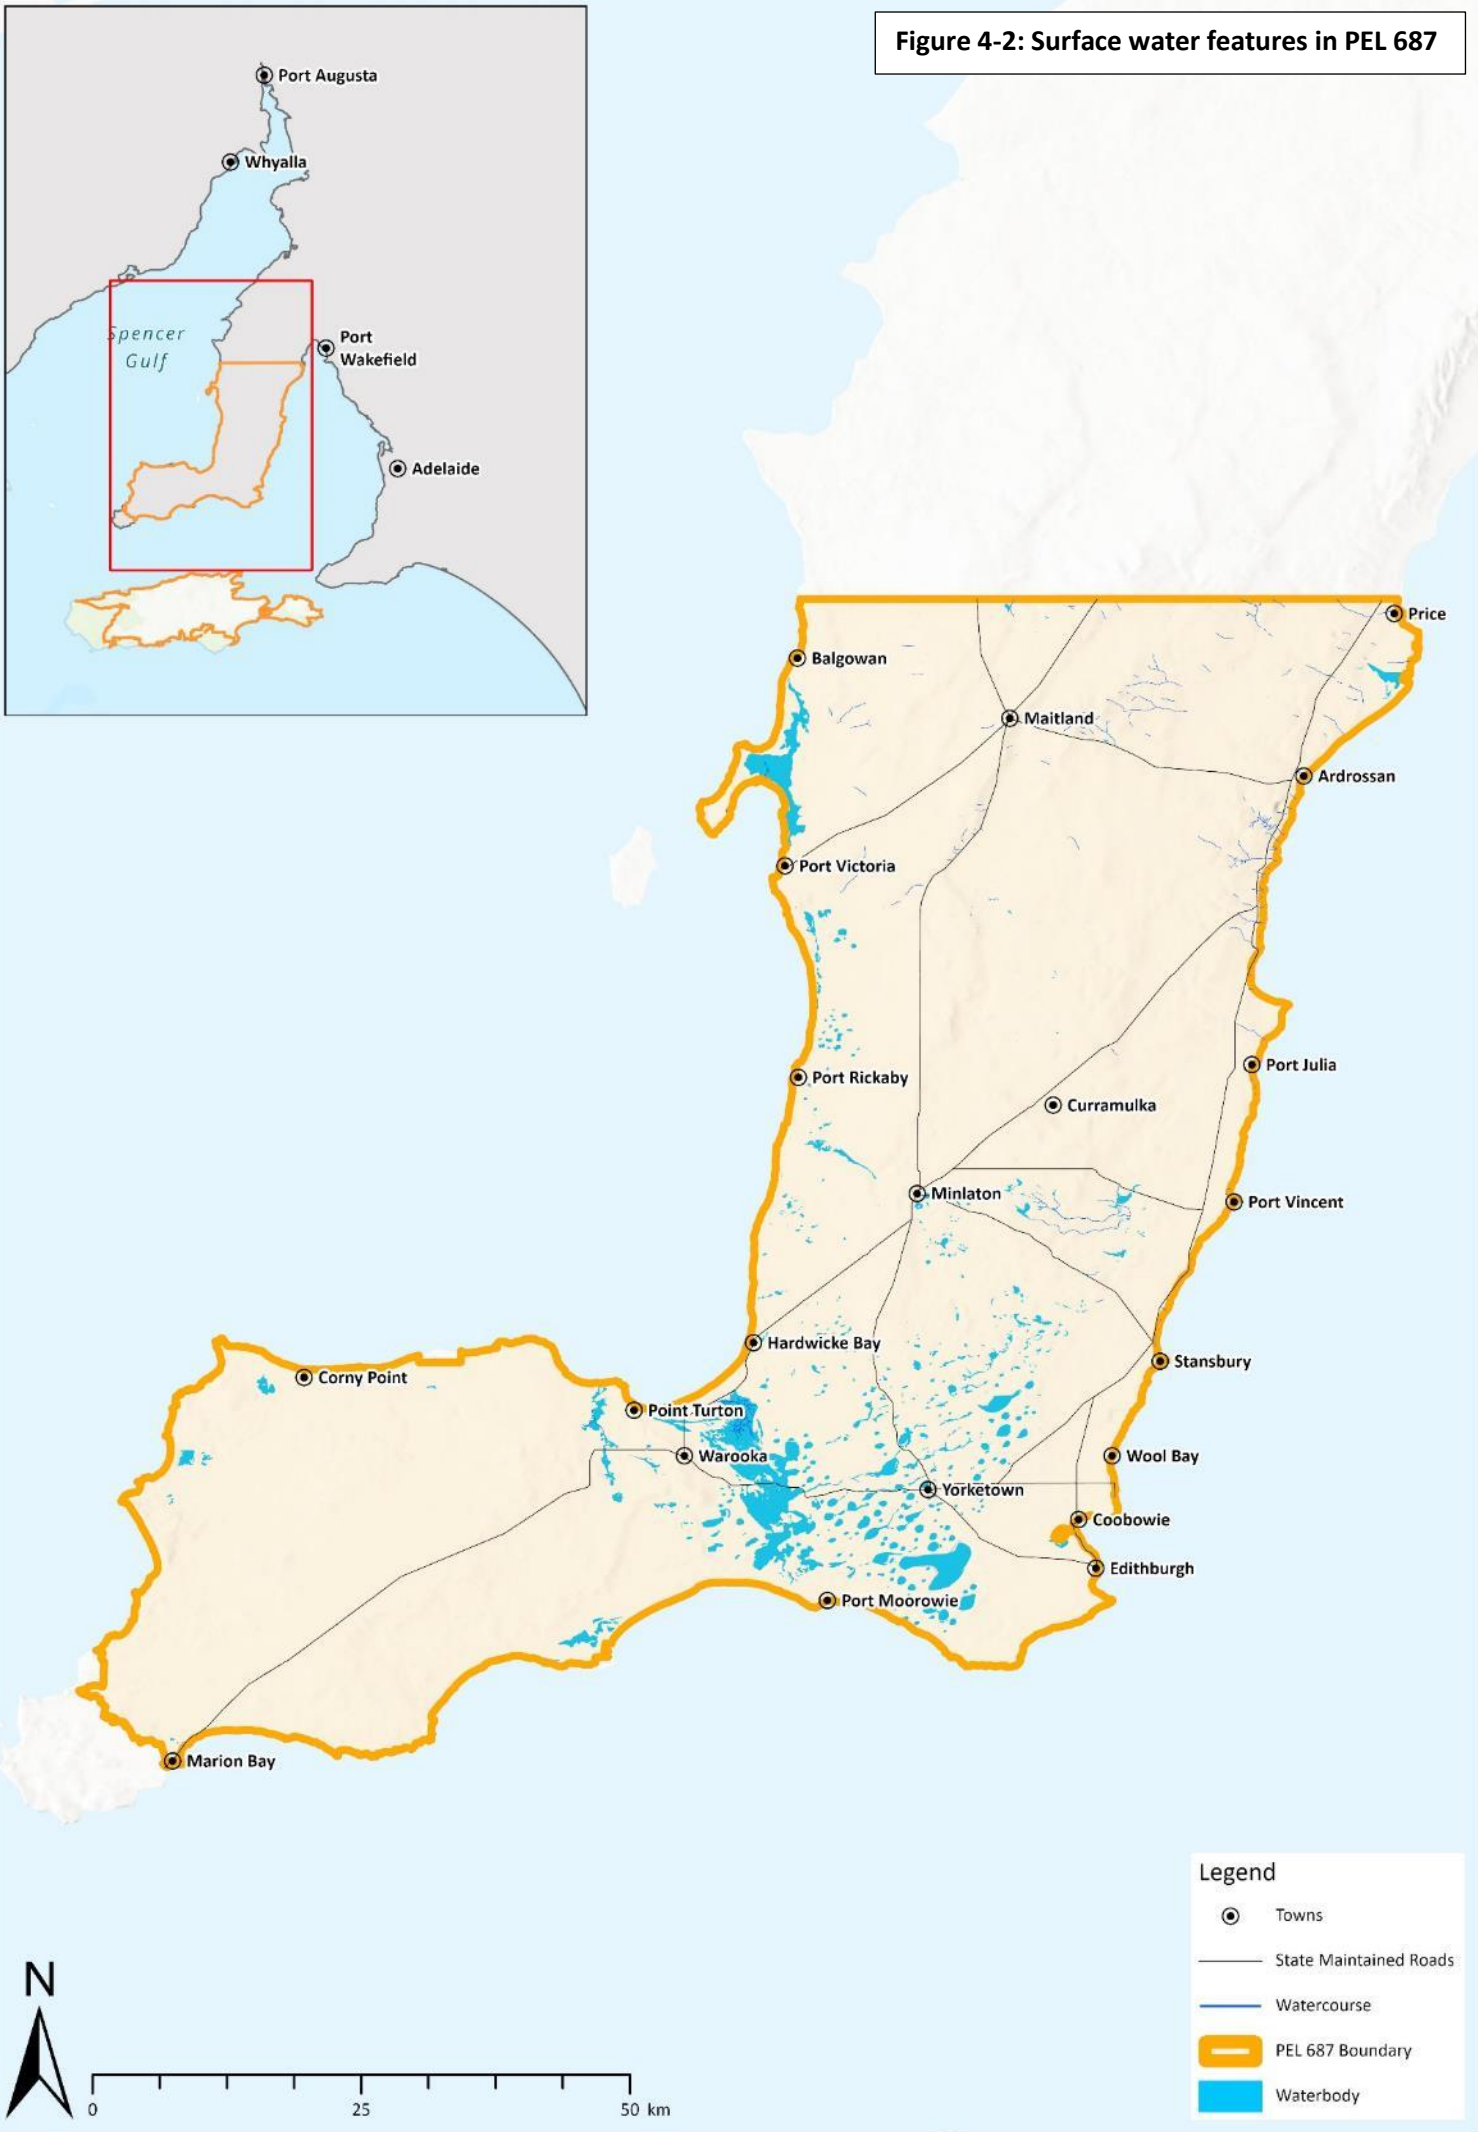 Figure 4-2: Surface water features in PEL 687
Port Augusta
Whyalla
Spencer
Gulf
Port
Wakefield
Adelaide
Price
Balgowan
Maitland
Ardrossan
Port Victoria
Port Julia
Port Rickaby
Curramulka
Minlaton
Port Vincent
Hardwicke Bay
Stansbury
Corny Point
Point Turton
Warooka
Wool Bay
Yorketown
Coobowie
Edithburgh
Port Moorowie
Marion Bay
Legend
Towns
State Maintained Roads
Watercourse
PEL 687 Boundary
Waterbody
N
0 25 50 km